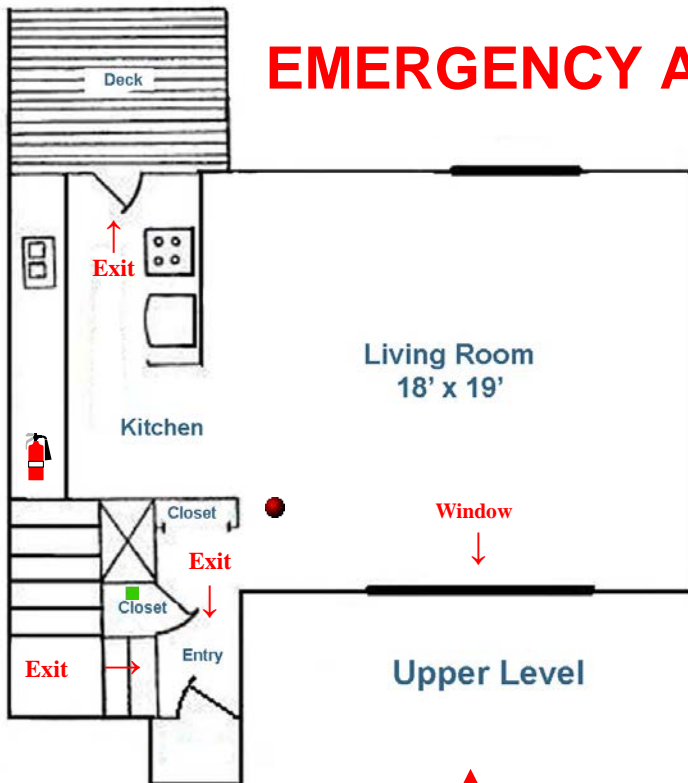 EMERGENCY A
Deck
Exit
Living Room
18’ x 19’
Kitchen
Closet
Window
Exit
Closet
Entry
Exit
Upper Level